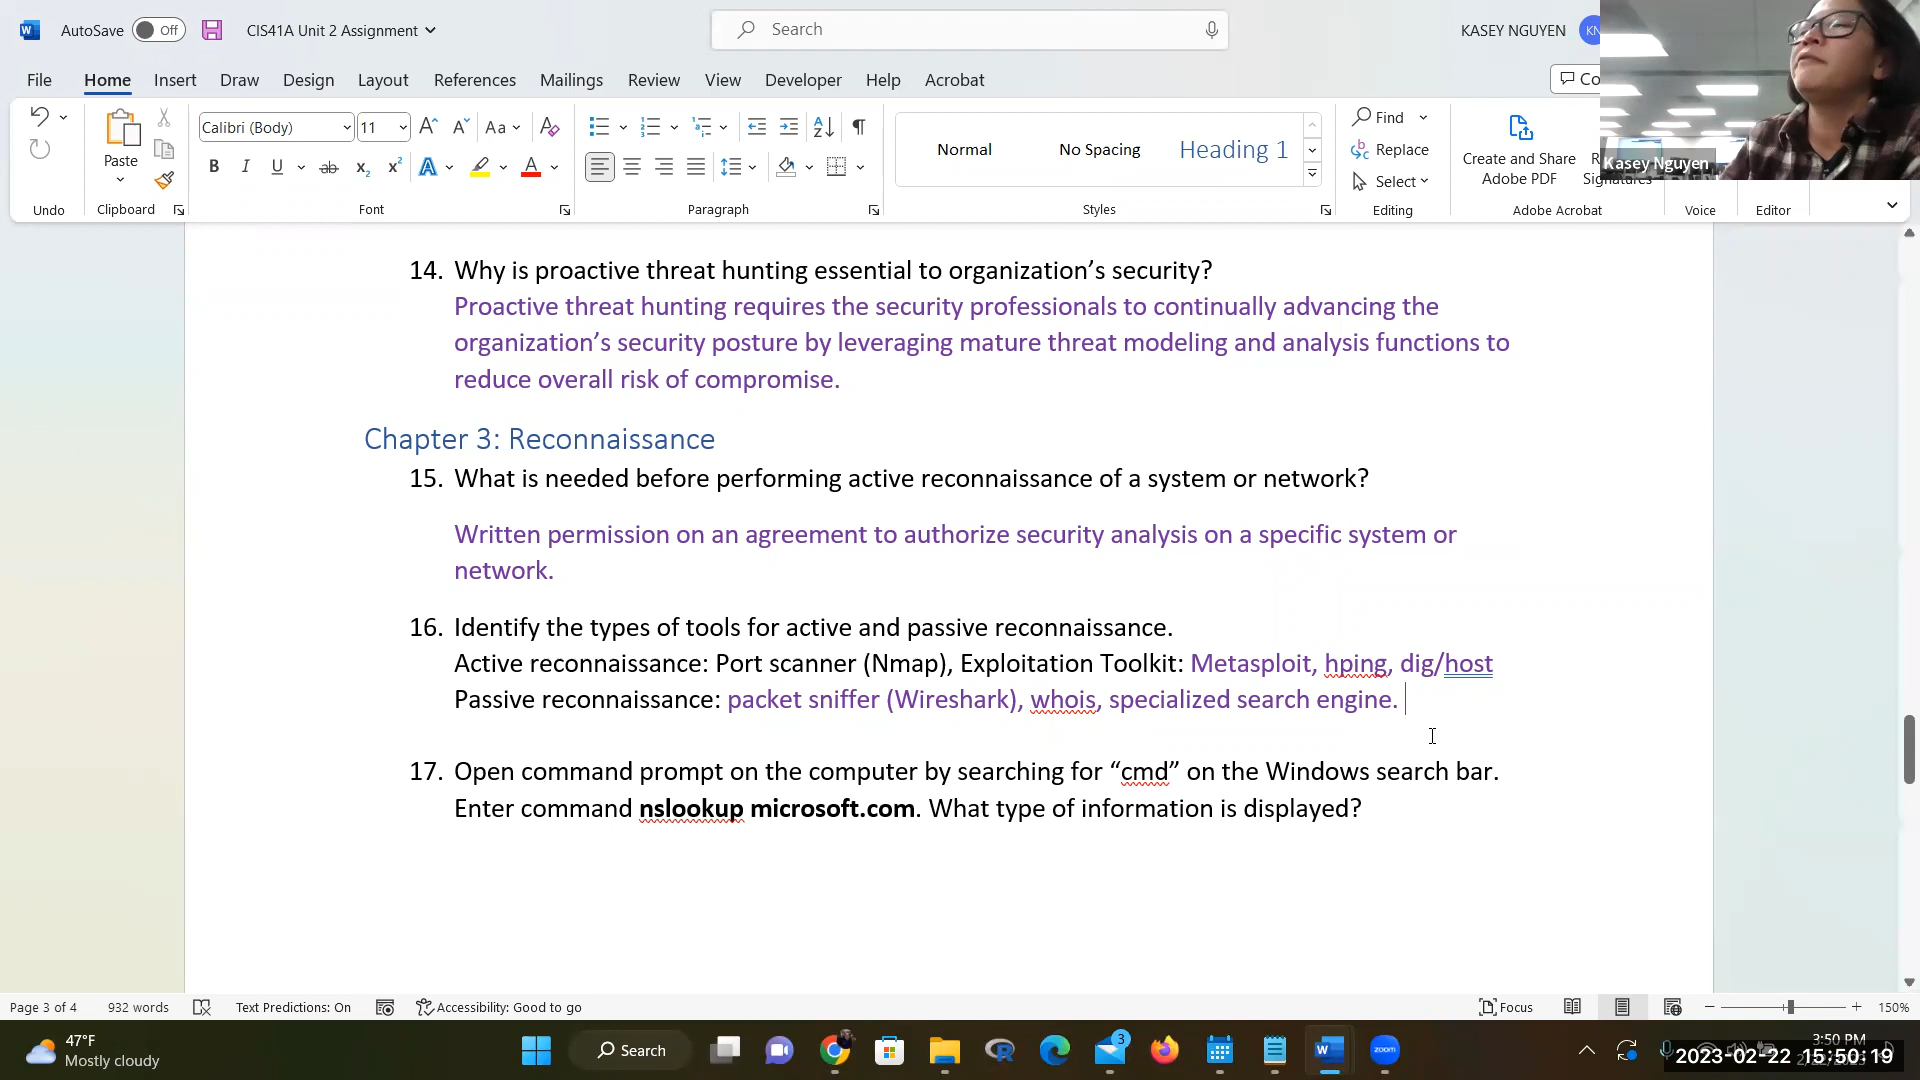 AutoSave Off CIS41A Unit 2 Assignment Search KASEY NGUYEN KN
File Home Insert Draw Design Layout References Mailings Review View Developer Help Acrobat
Calibri (Body) 11 Aa Find
Paste Normal No Spacing Heading 1 Replace Create and Share Adobe PDF
Select
Kasey Nguyen
Undo Clipboard Font Paragraph Styles Editing Adobe Acrobat Voice Editor
14. Why is proactive threat hunting essential to organization’s security?
Proactive threat hunting requires the security professionals to continually advancing the
organization’s security posture by leveraging mature threat modeling and analysis functions to
reduce overall risk of compromise.
Chapter 3: Reconnaissance
15. What is needed before performing active reconnaissance of a system or network?
Written permission on an agreement to authorize security analysis on a specific system or
network.
16. Identify the types of tools for active and passive reconnaissance.
Active reconnaissance: Port scanner (Nmap), Exploitation Toolkit: Metasploit, hping, dig/host
Passive reconnaissance: packet sniffer (Wireshark), whois, specialized search engine.
17. Open command prompt on the computer by searching for “cmd” on the Windows search bar.
Enter command nslookup microsoft.com. What type of information is displayed?
Page 3 of 4 932 words Text Predictions: On Accessibility: Good to go Focus 150%
47°F
Mostly cloudy
Search
3
zoom
3:50 PM
2023-02-22 15:50:19